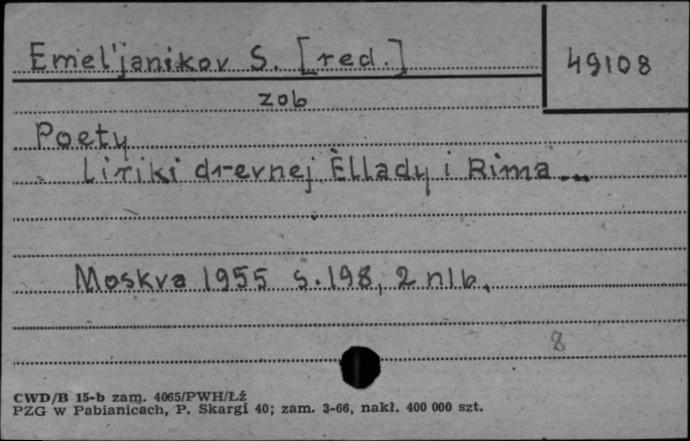 Emel'janikov S. [red.]
49108
zob
Poety
Liriki drevnej Èllady i Rima ...
Moskva 1955 s. 198, 2 nlb.
8
CWD/B 15-b zam. 4065/PWH/Łź
PZG w Pabianicach, P. Skargi 40; zam. 3-66, nakł. 400 000 szt.